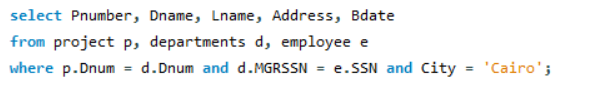 select Pnumber, Dname, Lname, Address, Bdate
from project p, departments d, employee e
where p.Dnum = d.Dnum and d.MGRSSN = e.SSN and City = 'Cairo';